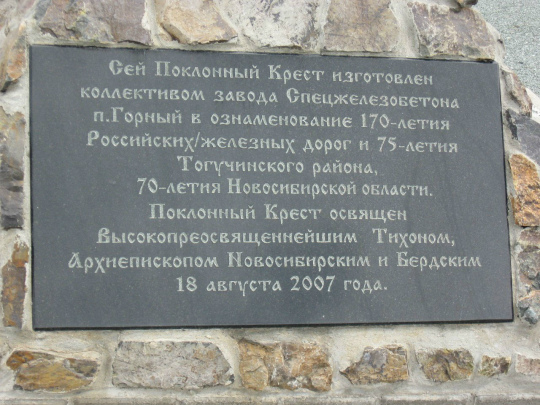 Сей Поклонный Крест изготовлен
коллективом завода Спецжелезобетона
п.Горный в ознаменование 170-летия
Российских/железных дорог и 75-летия
Тогучинского района,
70-летия Новосибирской области.
Поклонный Крест освящен
Высокопреосвященнейшим Тихоном,
Архиепископом Новосибирским и Бердским
18 августа 2007 года.